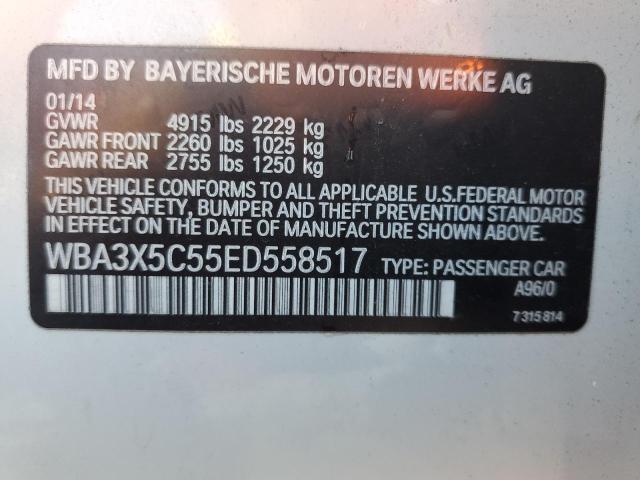 MFD BY BAYERISCHE MOTOREN WERKE AG
01/14
GVWR 4915 lbs 2229 kg
GAWR FRONT 2260 lbs 1025 kg
GAWR REAR 2755 lbs 1250 kg
THIS VEHICLE CONFORMS TO ALL APPLICABLE U.S.FEDERAL MOTOR
VEHICLE SAFETY, BUMPER AND THEFT PREVENTION STANDARDS
IN EFFECT ON THE DATE OF MANUFACTURE SHOWN ABOVE.
WBA3X5C55ED558517 TYPE: PASSENGER CAR
A96/0
7 315 814